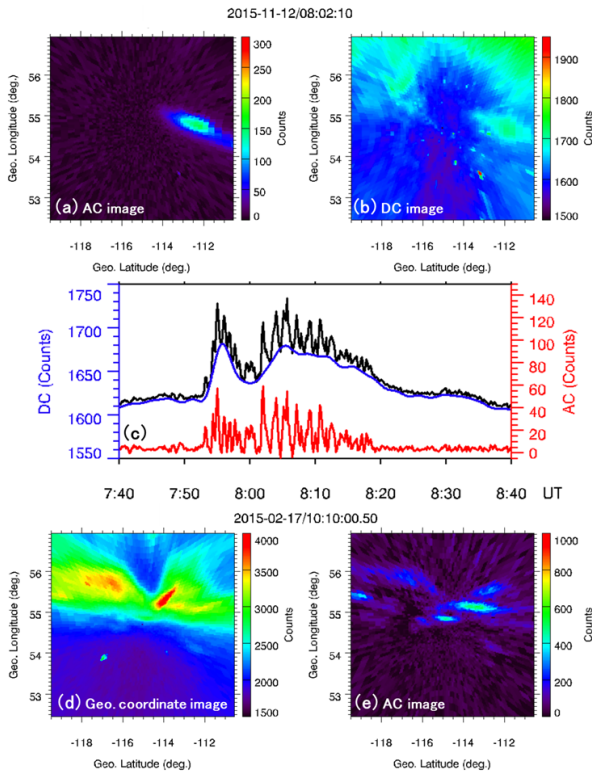 2015-11-12/08:02:10
Geo. Longitude (deg.)
56
55
54
53
(a) AC image
-118 -116 -114 -112
Geo. Latitude (deg.)
300
250
200
150
100
50
0
Counts
Geo. Longitude (deg.)
56
55
54
53
(b) DC image
-118 -116 -114 -112
Geo. Latitude (deg.)
1900
1800
1700
1600
1500
Counts
DC (Counts)
1750
1700
1650
1600
1550
(c)
140
120
100
80
60
40
20
0
AC (Counts)
7:40 7:50 8:00 8:10 8:20 8:30 8:40 UT
2015-02-17/10:10:00.50
Geo. Longitude (deg.)
56
55
54
53
(d) Geo. coordinate image
-118 -116 -114 -112
Geo. Latitude (deg.)
4000
3500
3000
2500
2000
1500
Counts
Geo. Longitude (deg.)
56
55
54
53
(e) AC image
-118 -116 -114 -112
Geo. Latitude (deg.)
1000
800
600
400
200
0
Counts